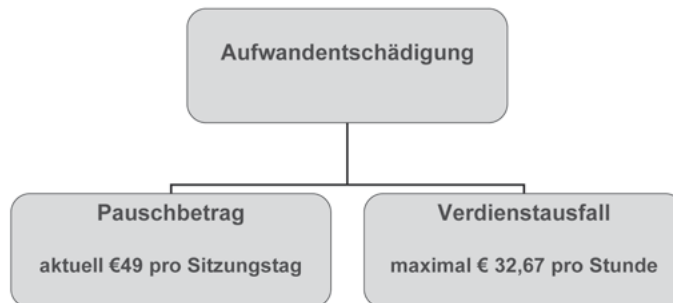 Aufwandentschädigung
Pauschbetrag
aktuell €49 pro Sitzungstag
Verdienstausfall
maximal € 32,67 pro Stunde